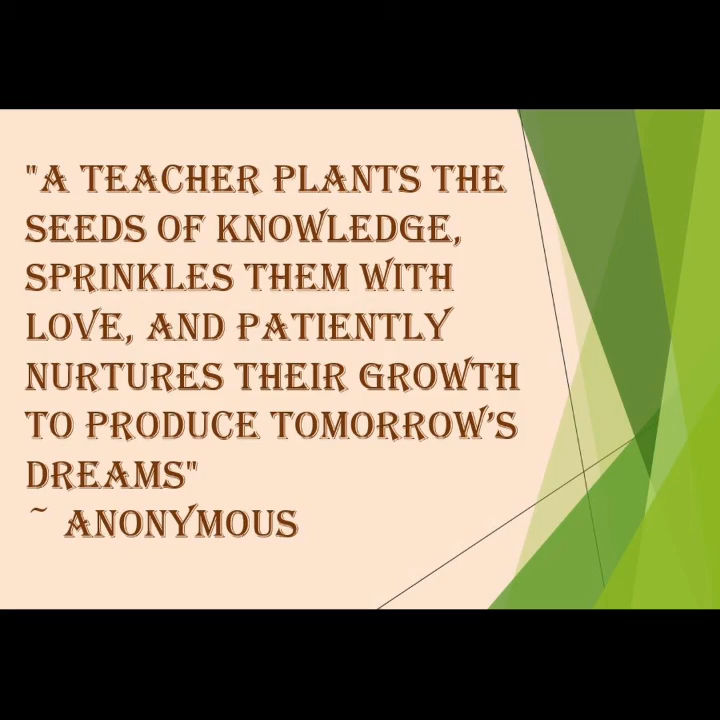 "A TEACHER PLANTS THE
SEEDS OF KNOWLEDGE,
SPRINKLES THEM WITH
LOVE, AND PATIENTLY
NURTURES THEIR GROWTH
TO PRODUCE TOMORROW'S
DREAMS"
~ ANONYMOUS